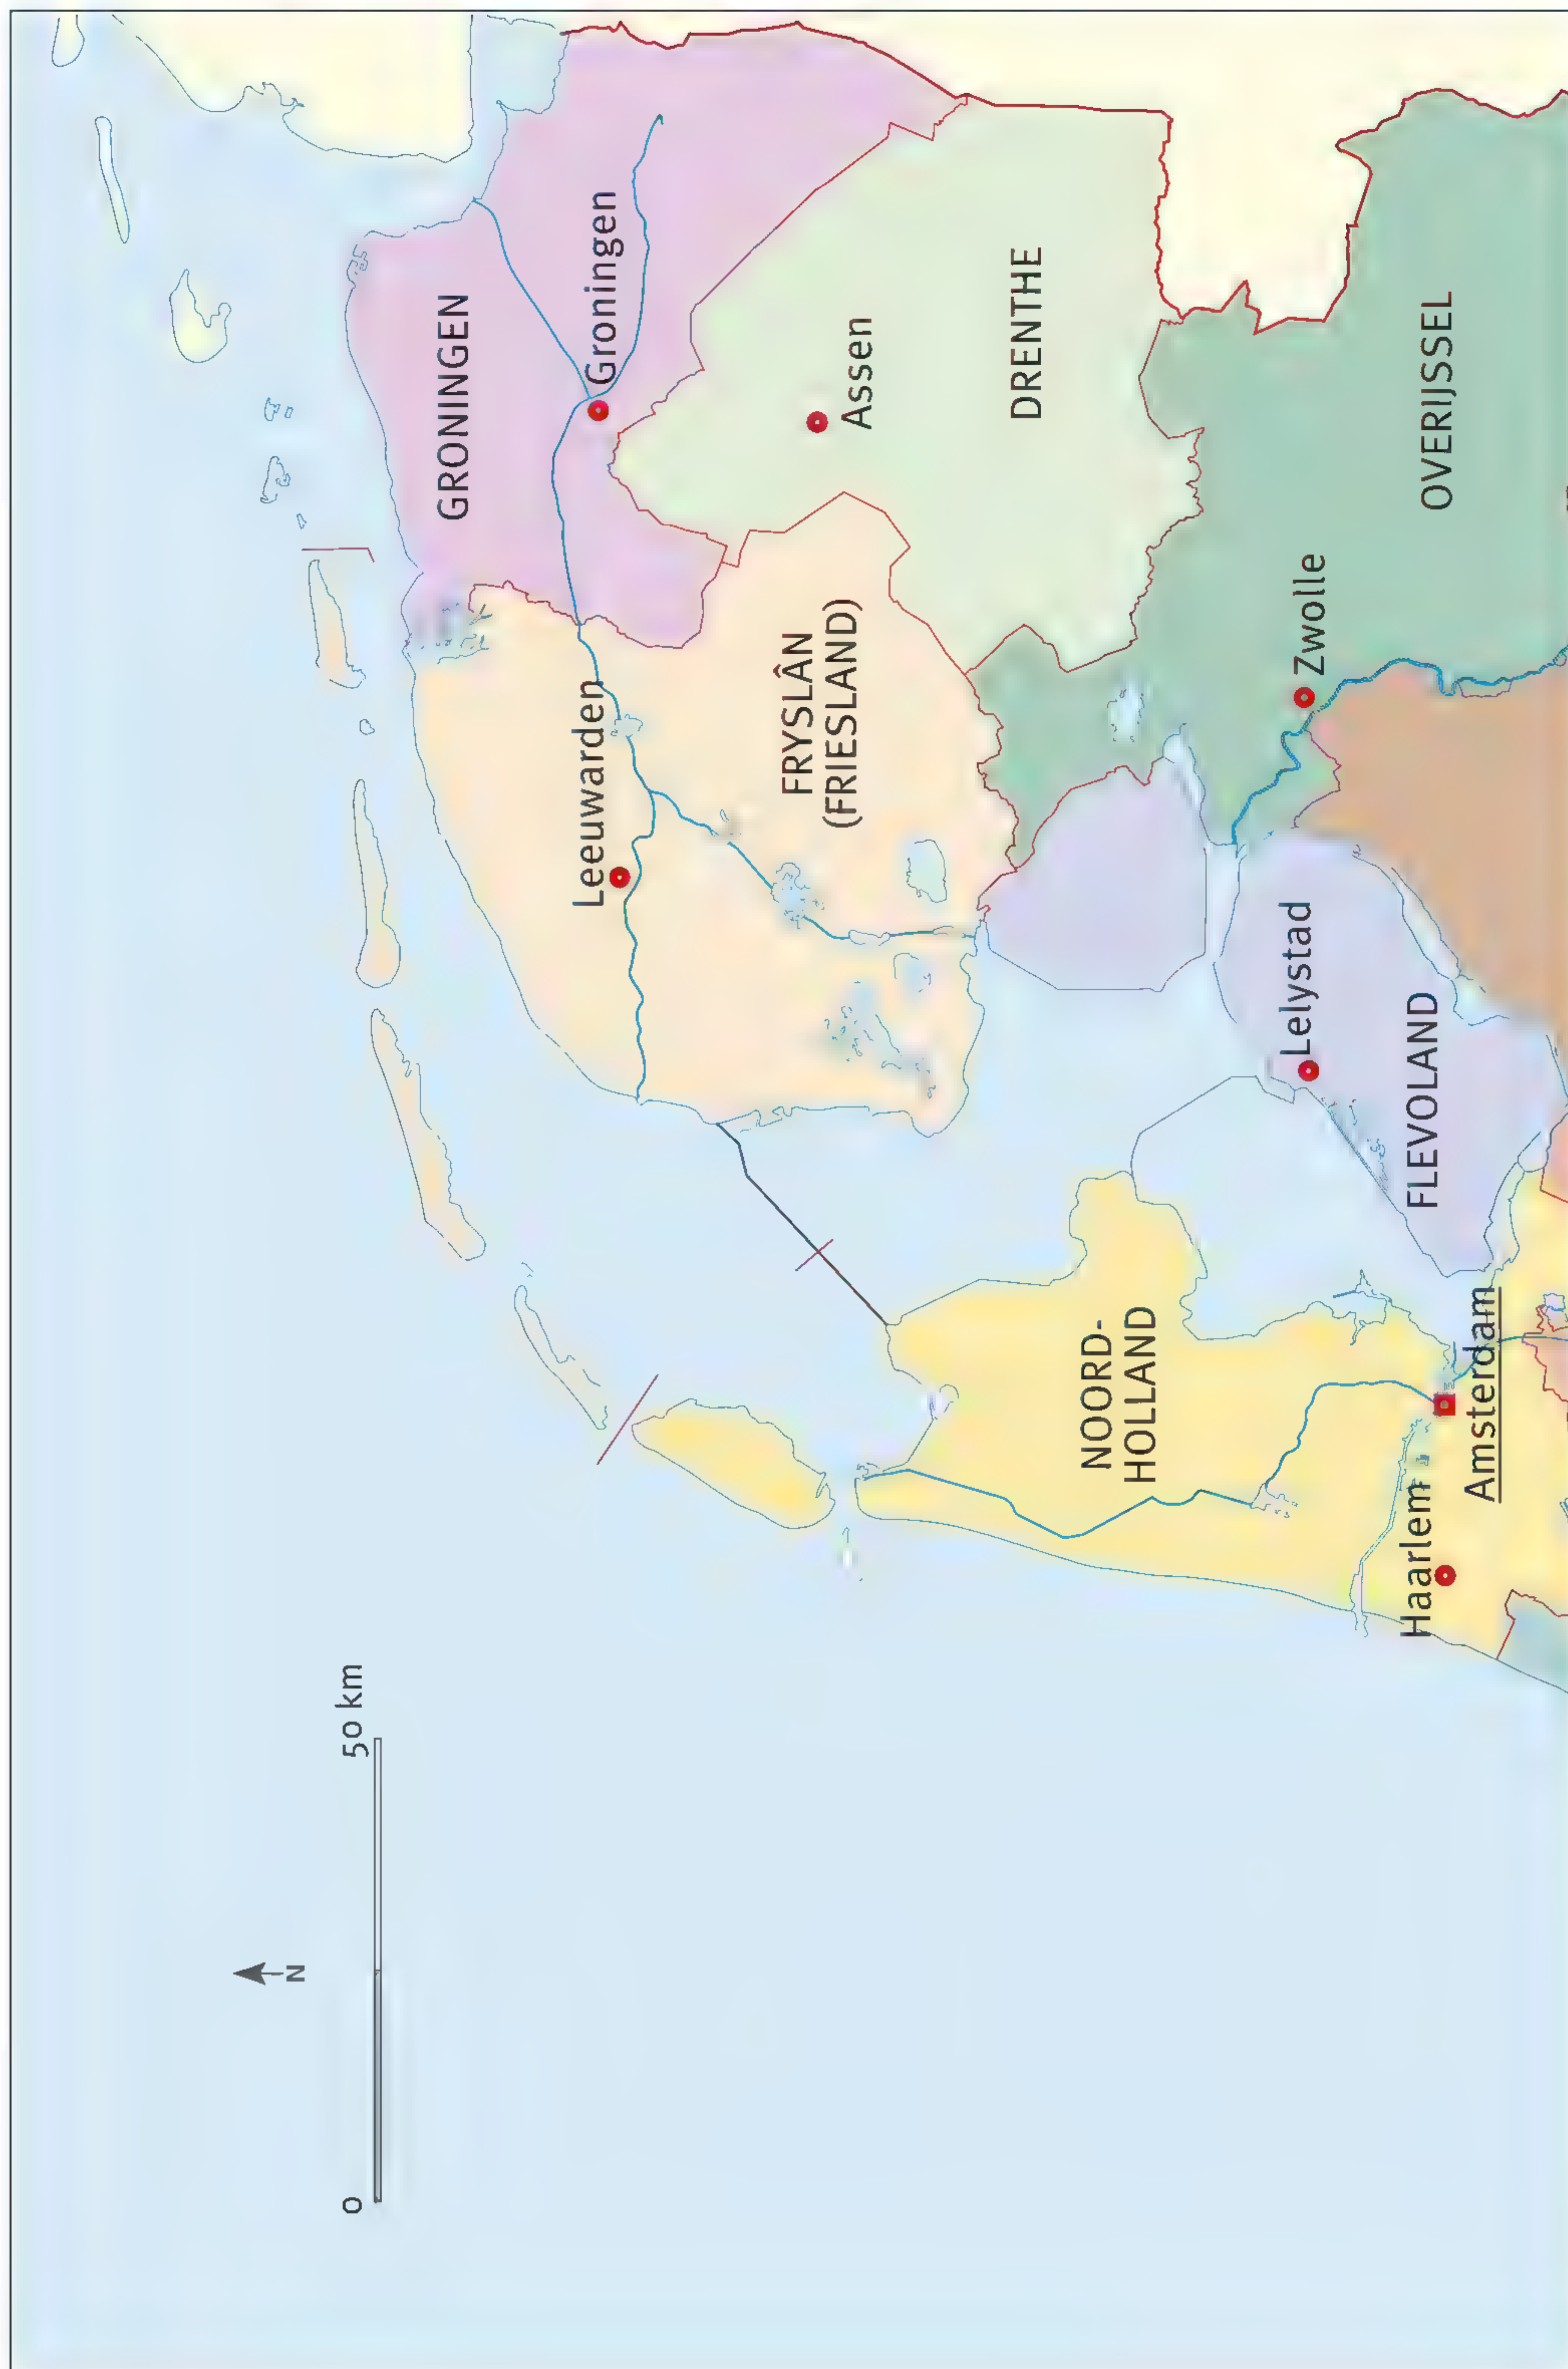 N
0 50 km
GRONINGEN
Leeuwarden
Groningen
FRYSLÂN
(FRIESLAND)
Assen
DRENTHE
NOORD-
HOLLAND
Lelystad
Zwolle
Haarlem
FLEVOLAND
OVERIJSSEL
Amsterdam